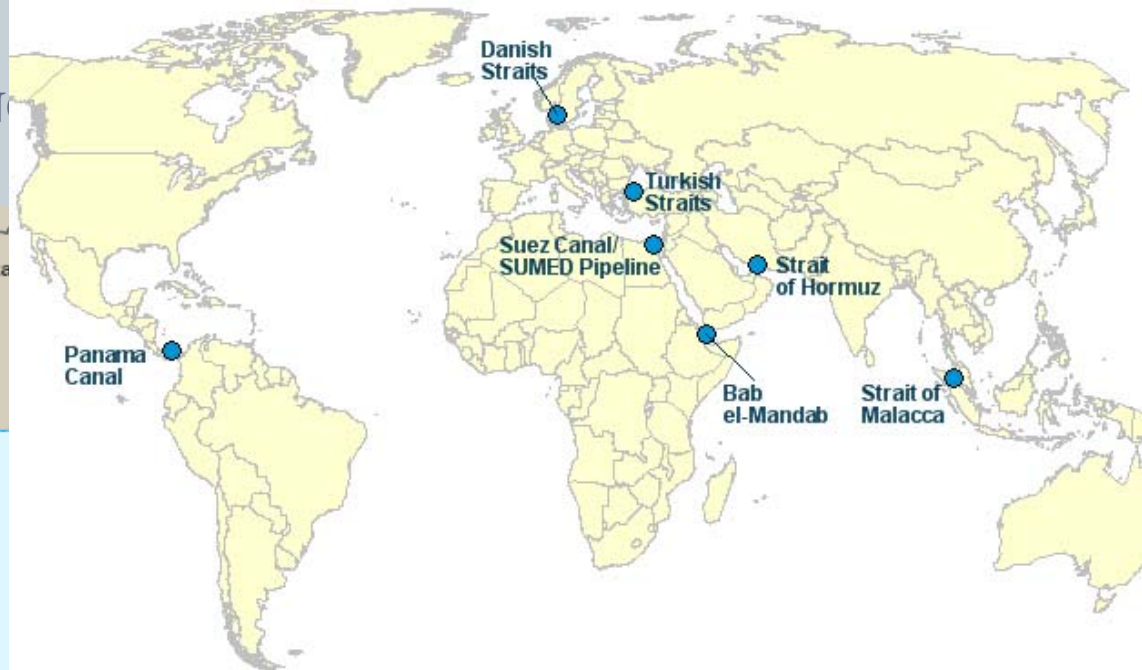 Danish
Straits
Turkish
Straits
Suez Canal/
SUMED Pipeline
Strait
of Hormuz
Panama
Canal
Bab
el-Mandab
Strait of
Malacca